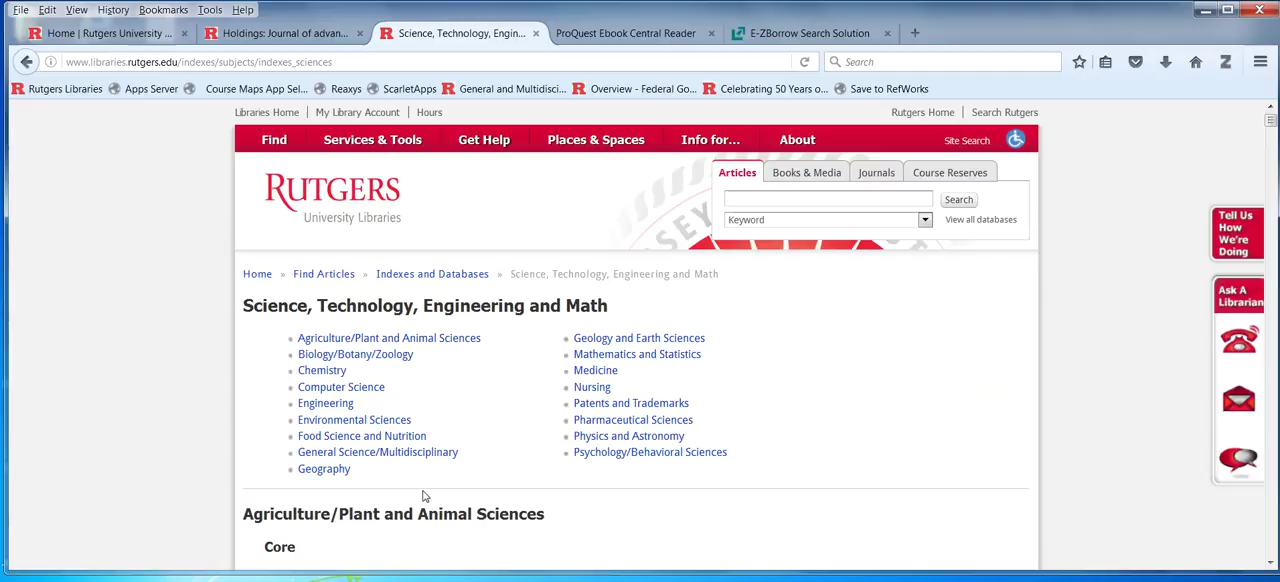 File Edit View History Bookmarks Tools Help
Home | Rutgers University ... × Holdings: Journal of advan... × Science, Technology, Engin... × ProQuest Ebook Central Reader × E-ZBorrow Search Solution × +
www.libraries.rutgers.edu/indexes/subjects/indexes_sciences Search
Rutgers Libraries Apps Server Course Maps App Sel... Reaxys ScarletApps General and Multidisci... Overview - Federal Go... Celebrating 50 Years o... Save to RefWorks
Libraries Home | My Library Account | Hours Rutgers Home | Search Rutgers
Find Services & Tools Get Help Places & Spaces Info for... About Site Search
Articles Books & Media Journals Course Reserves
RUTGERS
University Libraries
Search
Keyword View all databases
Tell Us
How
We're
Doing
Home » Find Articles » Indexes and Databases » Science, Technology, Engineering and Math
Ask A
Librarian
Science, Technology, Engineering and Math
Agriculture/Plant and Animal Sciences
Biology/Botany/Zoology
Chemistry
Computer Science
Engineering
Environmental Sciences
Food Science and Nutrition
General Science/Multidisciplinary
Geography
Geology and Earth Sciences
Mathematics and Statistics
Medicine
Nursing
Patents and Trademarks
Pharmaceutical Sciences
Physics and Astronomy
Psychology/Behavioral Sciences
Agriculture/Plant and Animal Sciences
Core